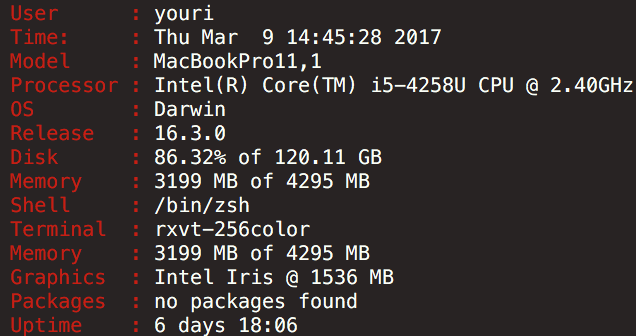 User      : youri
Time:     : Thu Mar  9 14:45:28 2017
Model     : MacBookPro11,1
Processor : Intel(R) Core(TM) i5-4258U CPU @ 2.40GHz
OS        : Darwin
Release   : 16.3.0
Disk      : 86.32% of 120.11 GB
Memory    : 3199 MB of 4295 MB
Shell     : /bin/zsh
Terminal  : rxvt-256color
Memory    : 3199 MB of 4295 MB
Graphics  : Intel Iris @ 1536 MB
Packages  : no packages found
Uptime    : 6 days 18:06